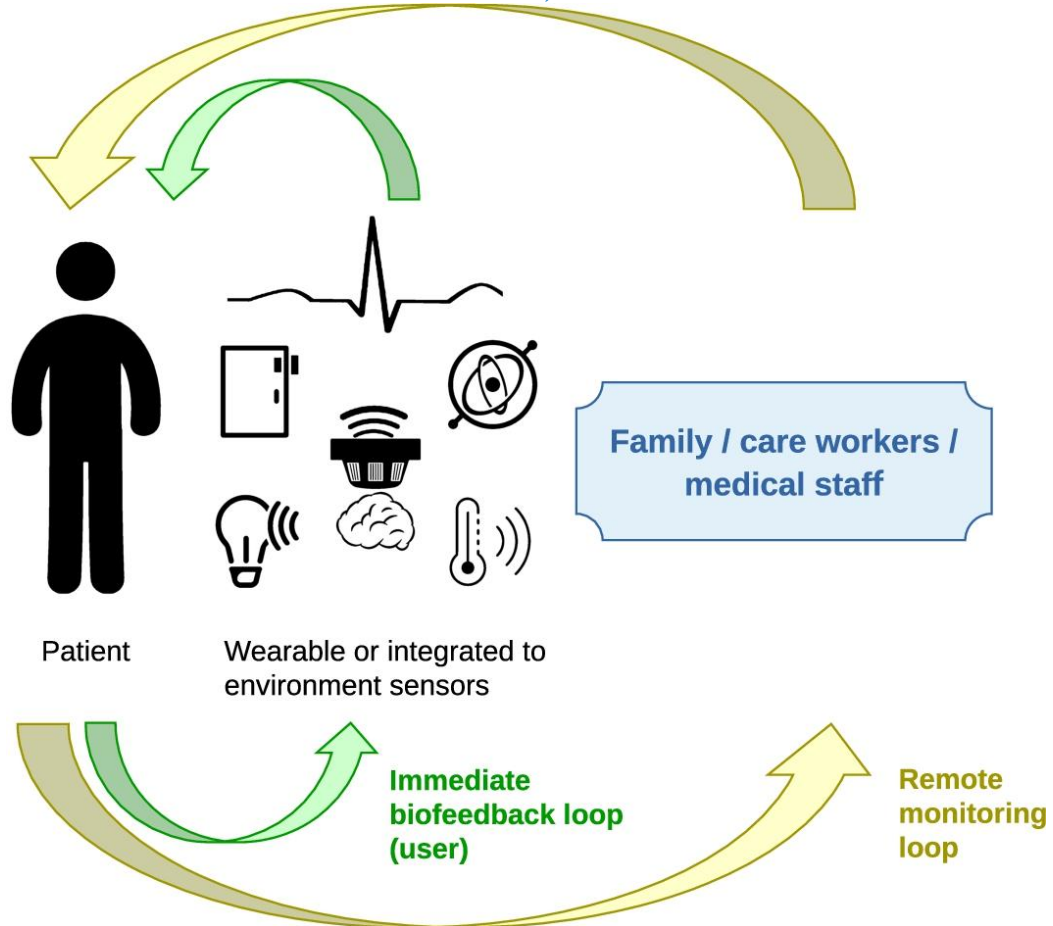 Family / care workers /
medical staff
Patient
Wearable or integrated to
environment sensors
Immediate
biofeedback loop
(user)
Remote
monitoring
loop